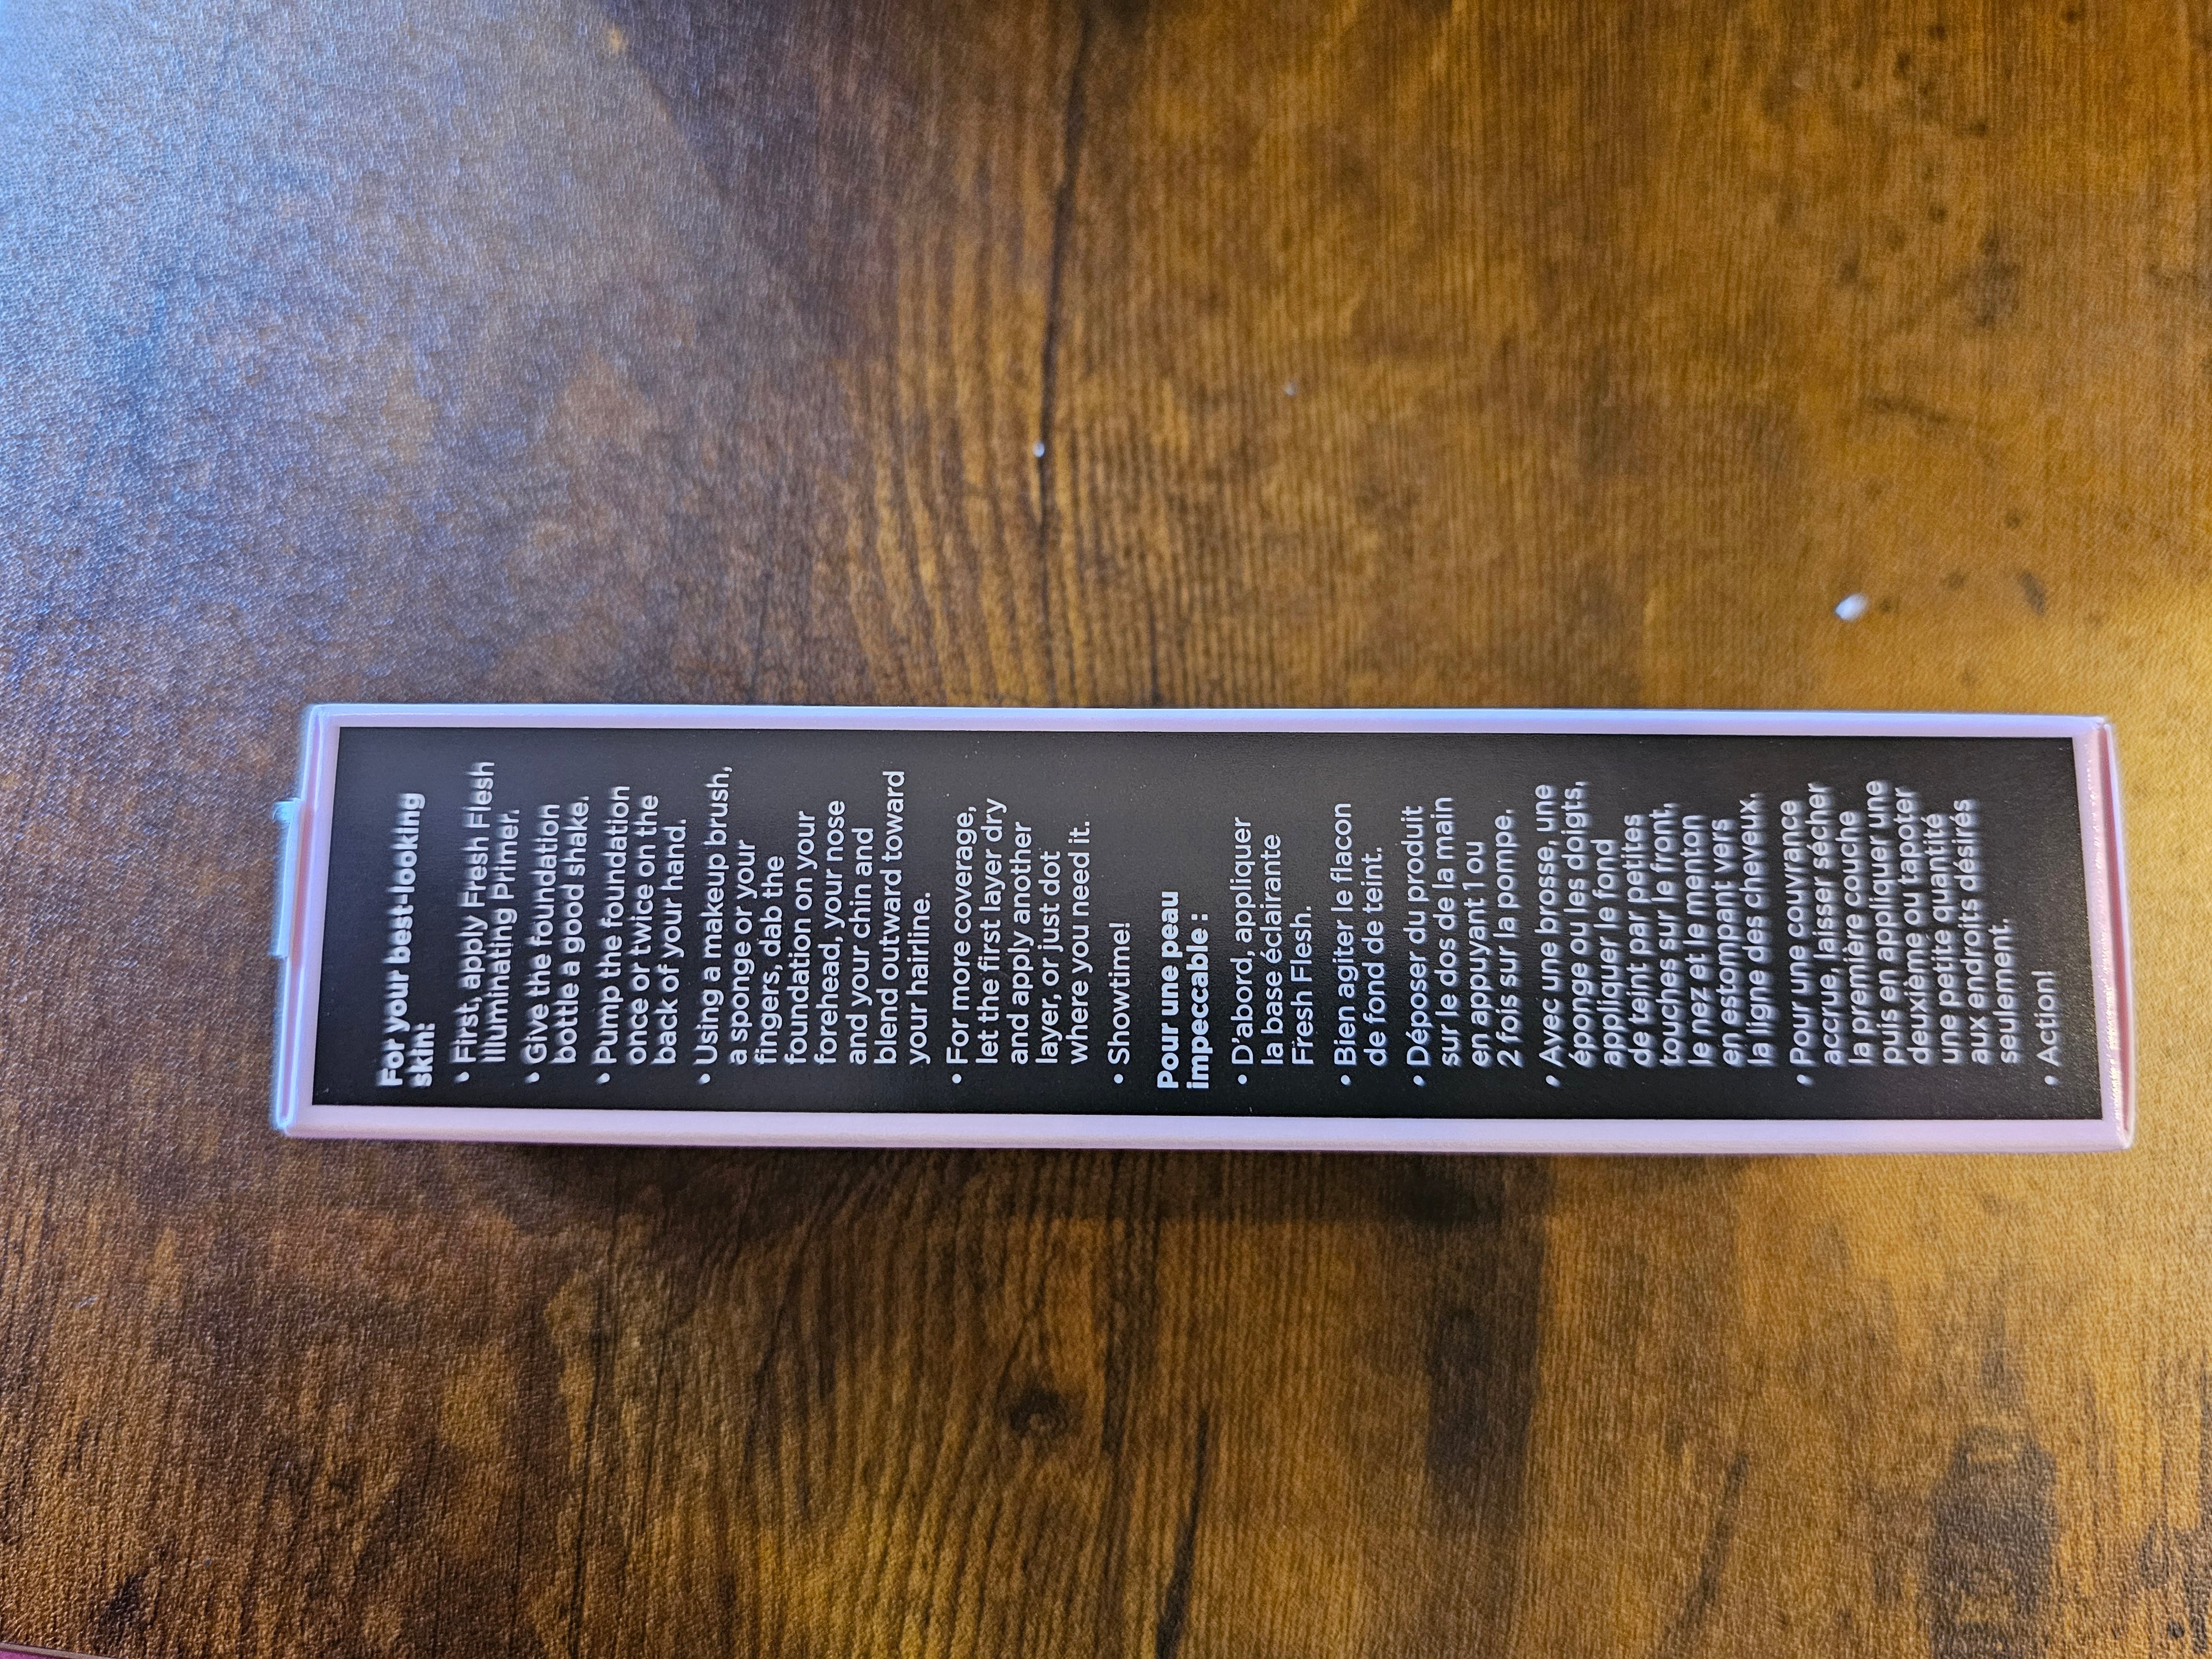 For your best-looking
skin:
• First, apply Fresh Flesh
Illuminating Primer.
• Give the foundation
bottle a good shake.
• Pump the foundation
once or twice on the
back of your hand.
• Using a makeup brush,
a sponge or your
fingers, dab the
foundation on your
forehead, your nose
and your chin and
blend outward toward
your hairline.
• For more coverage,
let the first layer dry
and apply another
layer, or just dot
where you need it.
• Showtime!
Pour une peau
impeccable :
• D'abord, appliquer
la base éclairante
Fresh Flesh.
• Bien agiter le flacon
de fond de teint.
• Déposer du produit
sur le dos de la main
en appuyant 1 ou
2 fois sur la pompe.
• Avec une brosse, une
éponge ou les doigts,
appliquer le fond
de teint par petites
touches sur le front,
le nez et le menton
en estompant vers
la ligne des cheveux.
• Pour une couvrance
accrue, laisser sécher
la première couche
puis en appliquer une
deuxième ou tapoter
une petite quantité
aux endroits désirés
seulement.
• Action!